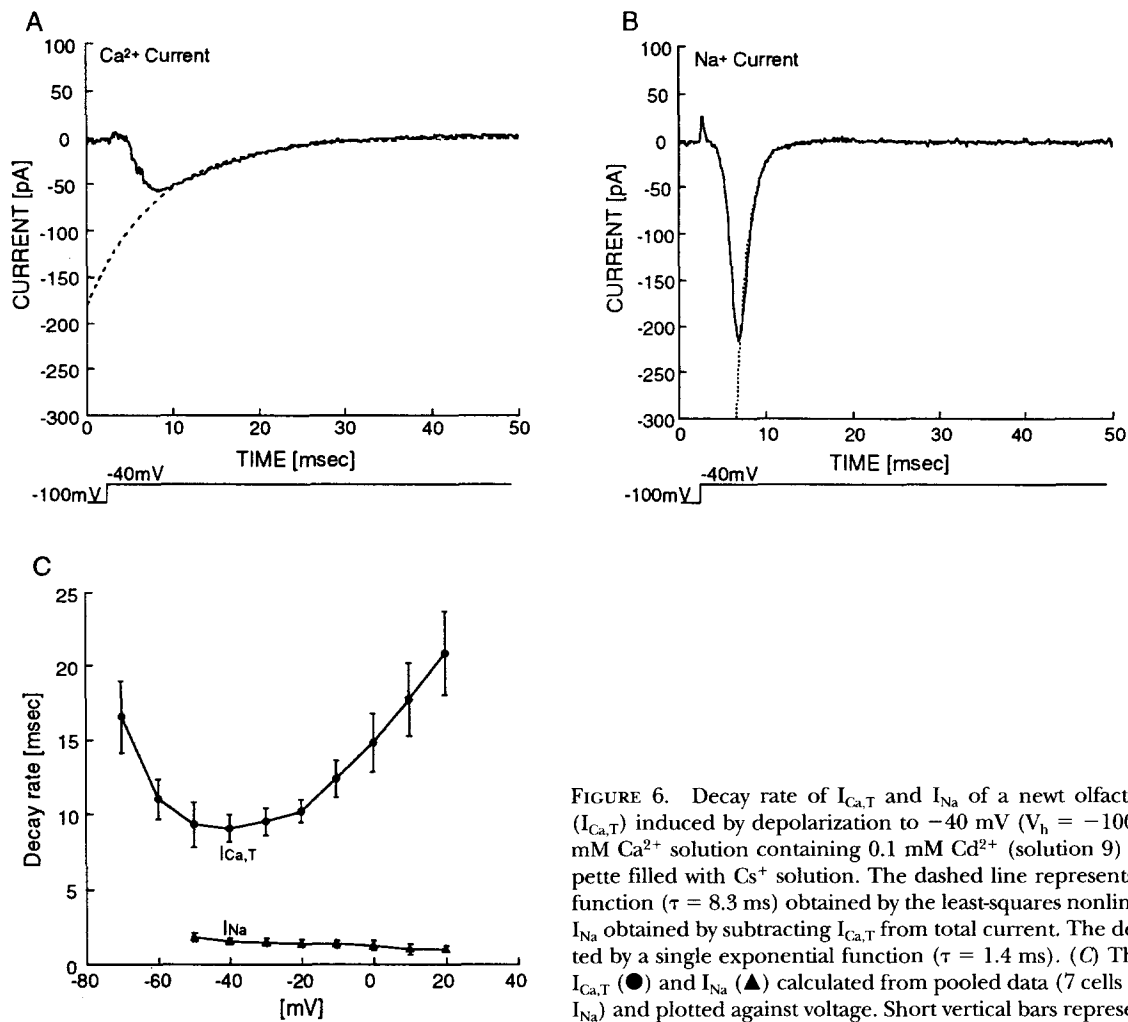 A
Ca²⁺ Current
100
50
0
-50
-100
-150
-200
-250
-300
CURRENT [pA]
0 10 20 30 40 50
TIME [msec]
-40mV
-100mV
B
Na⁺ Current
100
50
0
-50
-100
-150
-200
-250
-300
CURRENT [pA]
0 10 20 30 40 50
TIME [msec]
-40mV
-100mV
C
25
20
15
10
5
0
Decay rate [msec]
ICa,T
INa
-80 -60 -40 -20 0 20 40
[mV]
FIGURE 6. Decay rate of I_Ca,T and I_Na of a newt olfact
(I_Ca,T) induced by depolarization to −40 mV (V_h = −100
mM Ca²⁺ solution containing 0.1 mM Cd²⁺ (solution 9)
pette filled with Cs⁺ solution. The dashed line represents
function (τ = 8.3 ms) obtained by the least-squares nonlin
I_Na obtained by subtracting I_Ca,T from total current. The de
ted by a single exponential function (τ = 1.4 ms). (C) Th
I_Ca,T (●) and I_Na (▲) calculated from pooled data (7 cells
I_Na) and plotted against voltage. Short vertical bars represe